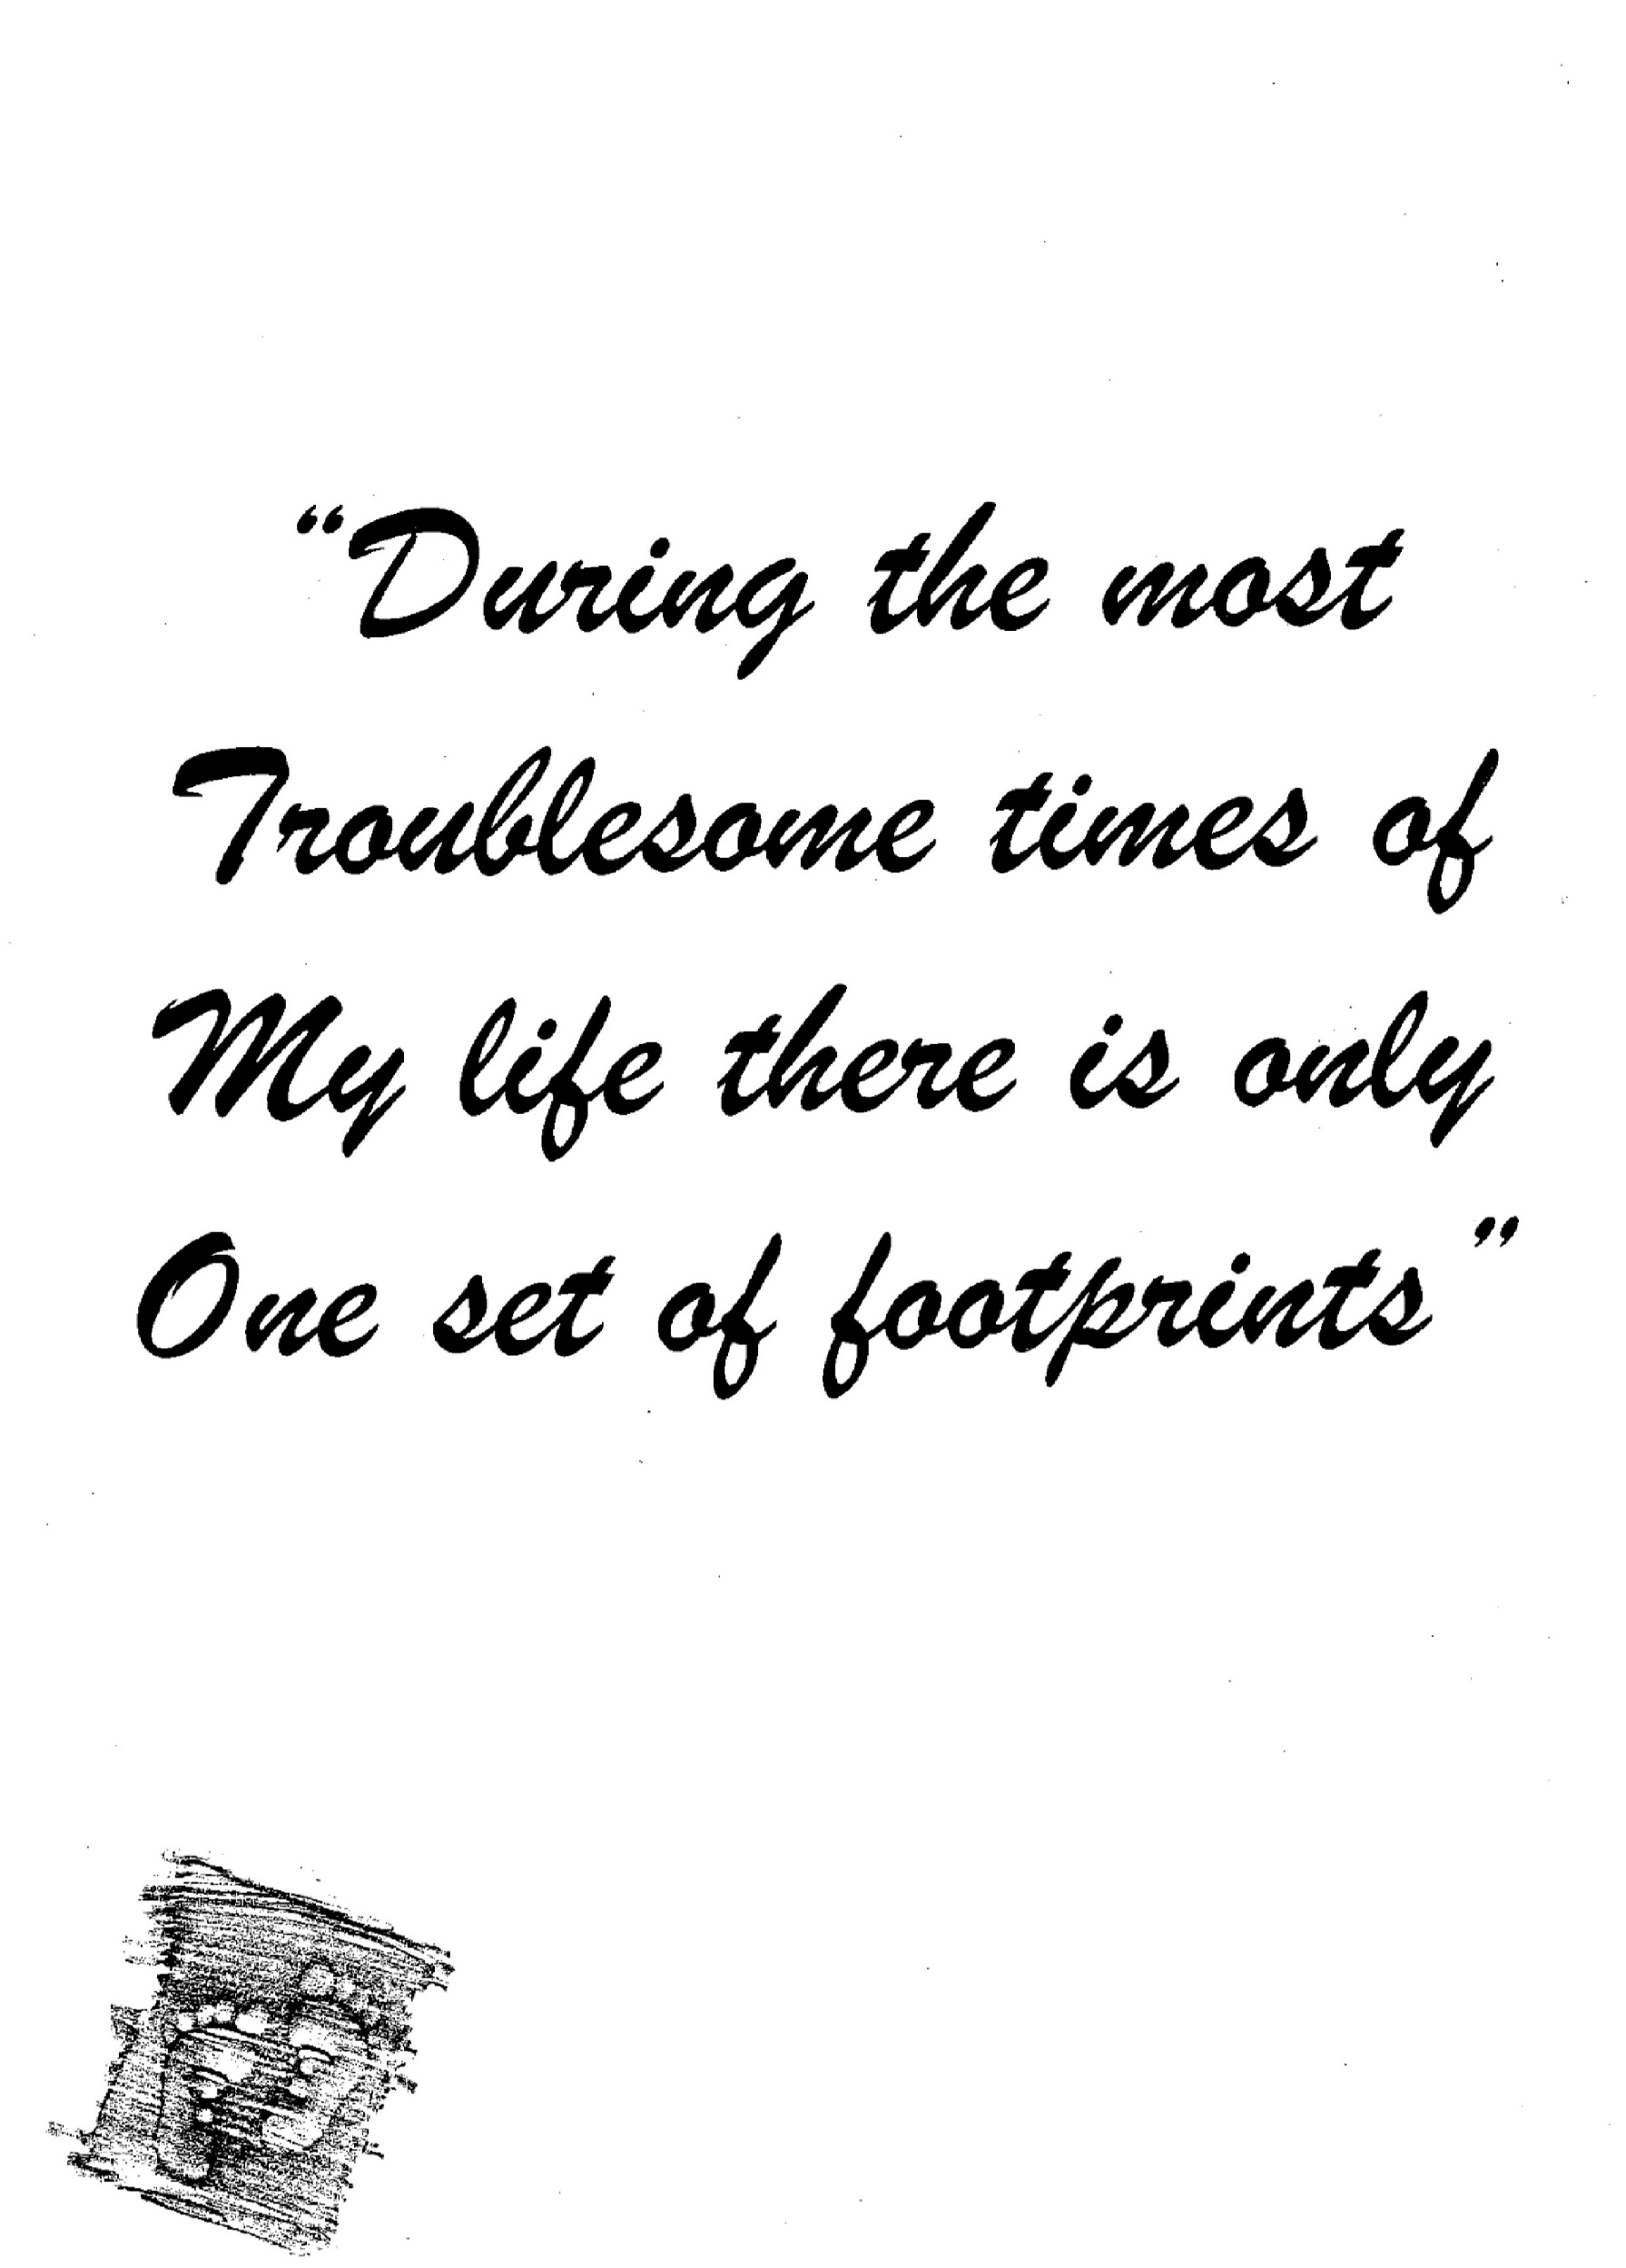 “During the most
Troublesome times of
My life there is only
One set of footprints”